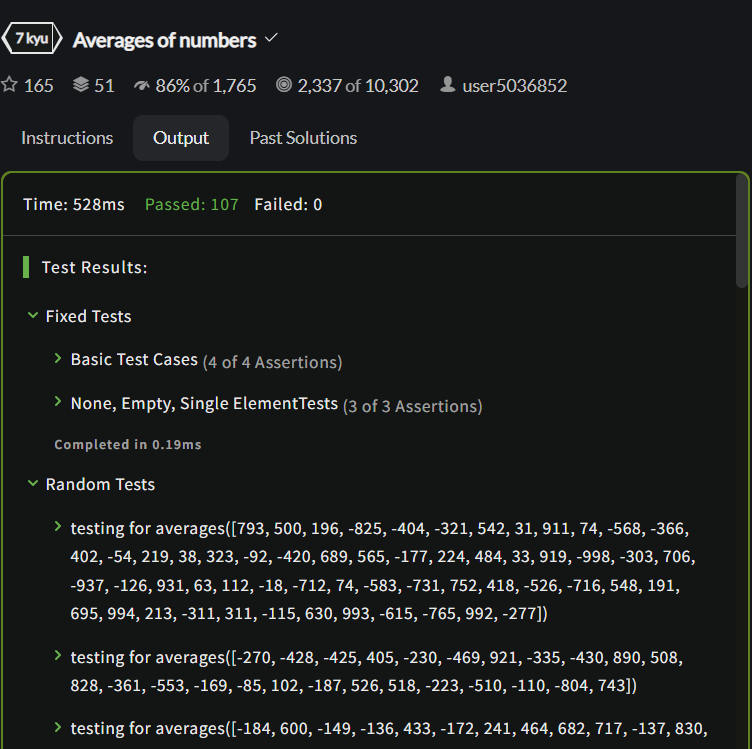 7 kyu Averages of numbers
165 51 86% of 1,765 2,337 of 10,302 user5036852
Instructions Output Past Solutions
Time: 528ms Passed: 107 Failed: 0
Test Results:
Fixed Tests
Basic Test Cases (4 of 4 Assertions)
None, Empty, Single ElementTests (3 of 3 Assertions)
Completed in 0.19ms
Random Tests
testing for averages([793, 500, 196, -825, -404, -321, 542, 31, 911, 74, -568, -366,
402, -54, 219, 38, 323, -92, -420, 689, 565, -177, 224, 484, 33, 919, -998, -303, 706,
-937, -126, 931, 63, 112, -18, -712, 74, -583, -731, 752, 418, -526, -716, 548, 191,
695, 994, 213, -311, 311, -115, 630, 993, -615, -765, 992, -277])
testing for averages([-270, -428, -425, 405, -230, -469, 921, -335, -430, 890, 508,
828, -361, -553, -169, -85, 102, -187, 526, 518, -223, -510, -110, -804, 743])
testing for averages([-184, 600, -149, -136, 433, -172, 241, 464, 682, 717, -137, 830,